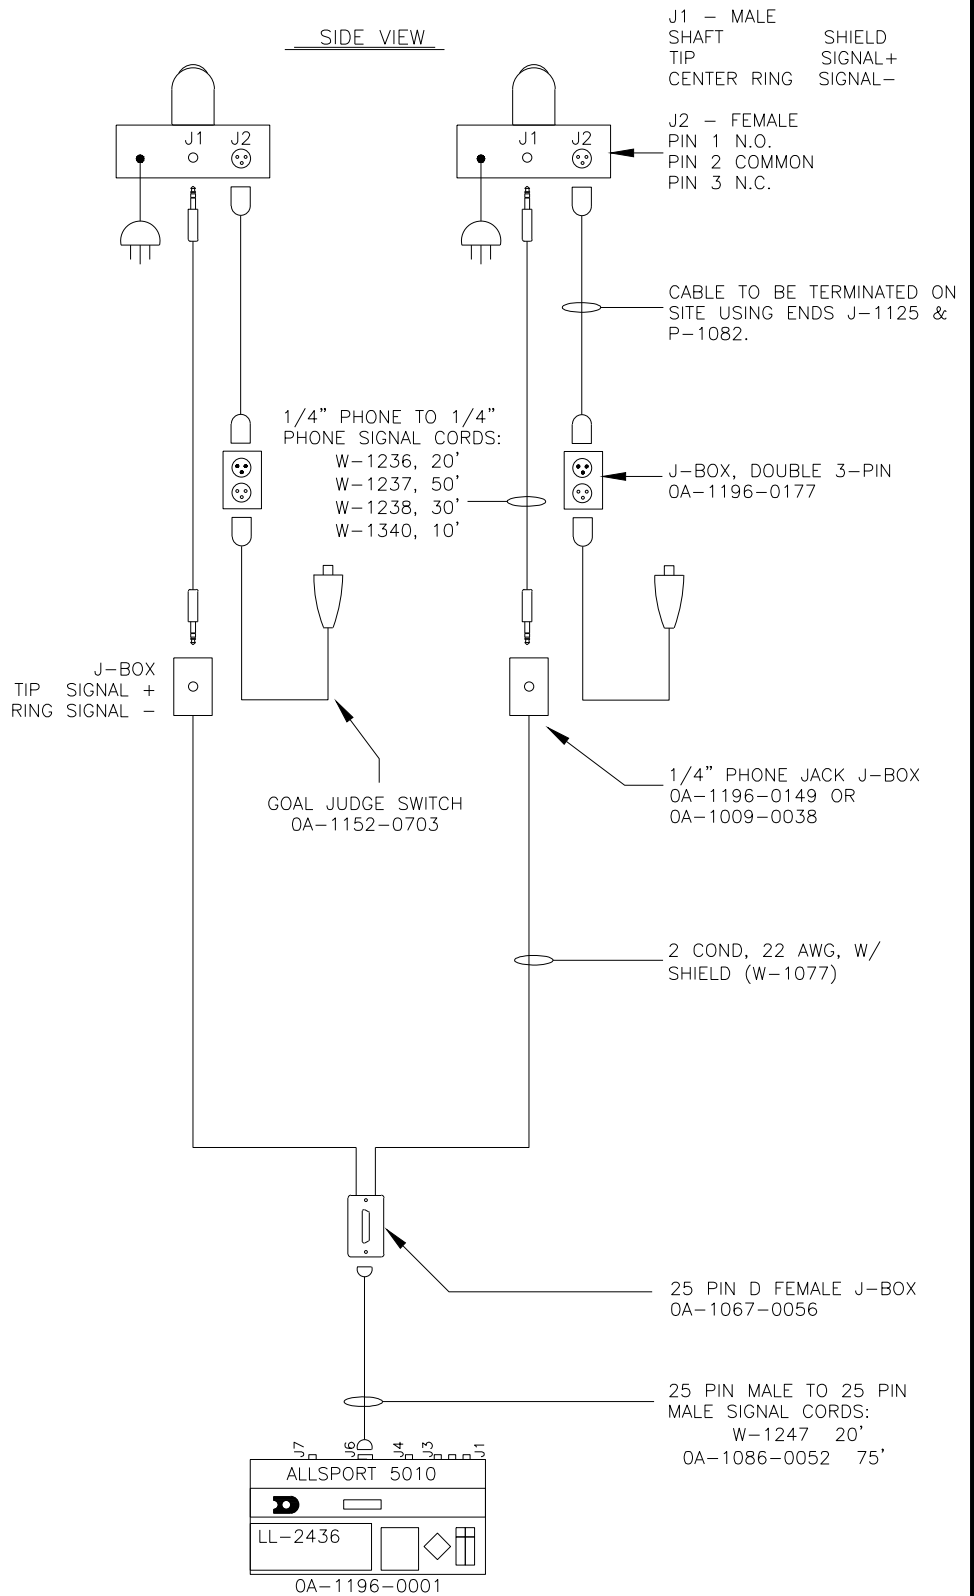 SIDE VIEW
J1 – MALE
SHAFT SHIELD
TIP SIGNAL+
CENTER RING SIGNAL–
J2 – FEMALE
PIN 1 N.O.
PIN 2 COMMON
PIN 3 N.C.
J1 J2
J1 J2
CABLE TO BE TERMINATED ON
SITE USING ENDS J–1125 &
P–1082.
1/4" PHONE TO 1/4"
PHONE SIGNAL CORDS:
W–1236, 20'
W–1237, 50'
W–1238, 30'
W–1340, 10'
J–BOX, DOUBLE 3–PIN
0A–1196–0177
J–BOX
TIP SIGNAL +
RING SIGNAL –
GOAL JUDGE SWITCH
0A–1152–0703
1/4" PHONE JACK J–BOX
0A–1196–0149 OR
0A–1009–0038
2 COND, 22 AWG, W/
SHIELD (W–1077)
25 PIN D FEMALE J–BOX
0A–1067–0056
25 PIN MALE TO 25 PIN
MALE SIGNAL CORDS:
W–1247 20'
0A–1086–0052 75'
J7 J6 J4 J3 J1
ALLSPORT 5010
LL–2436
0A–1196–0001